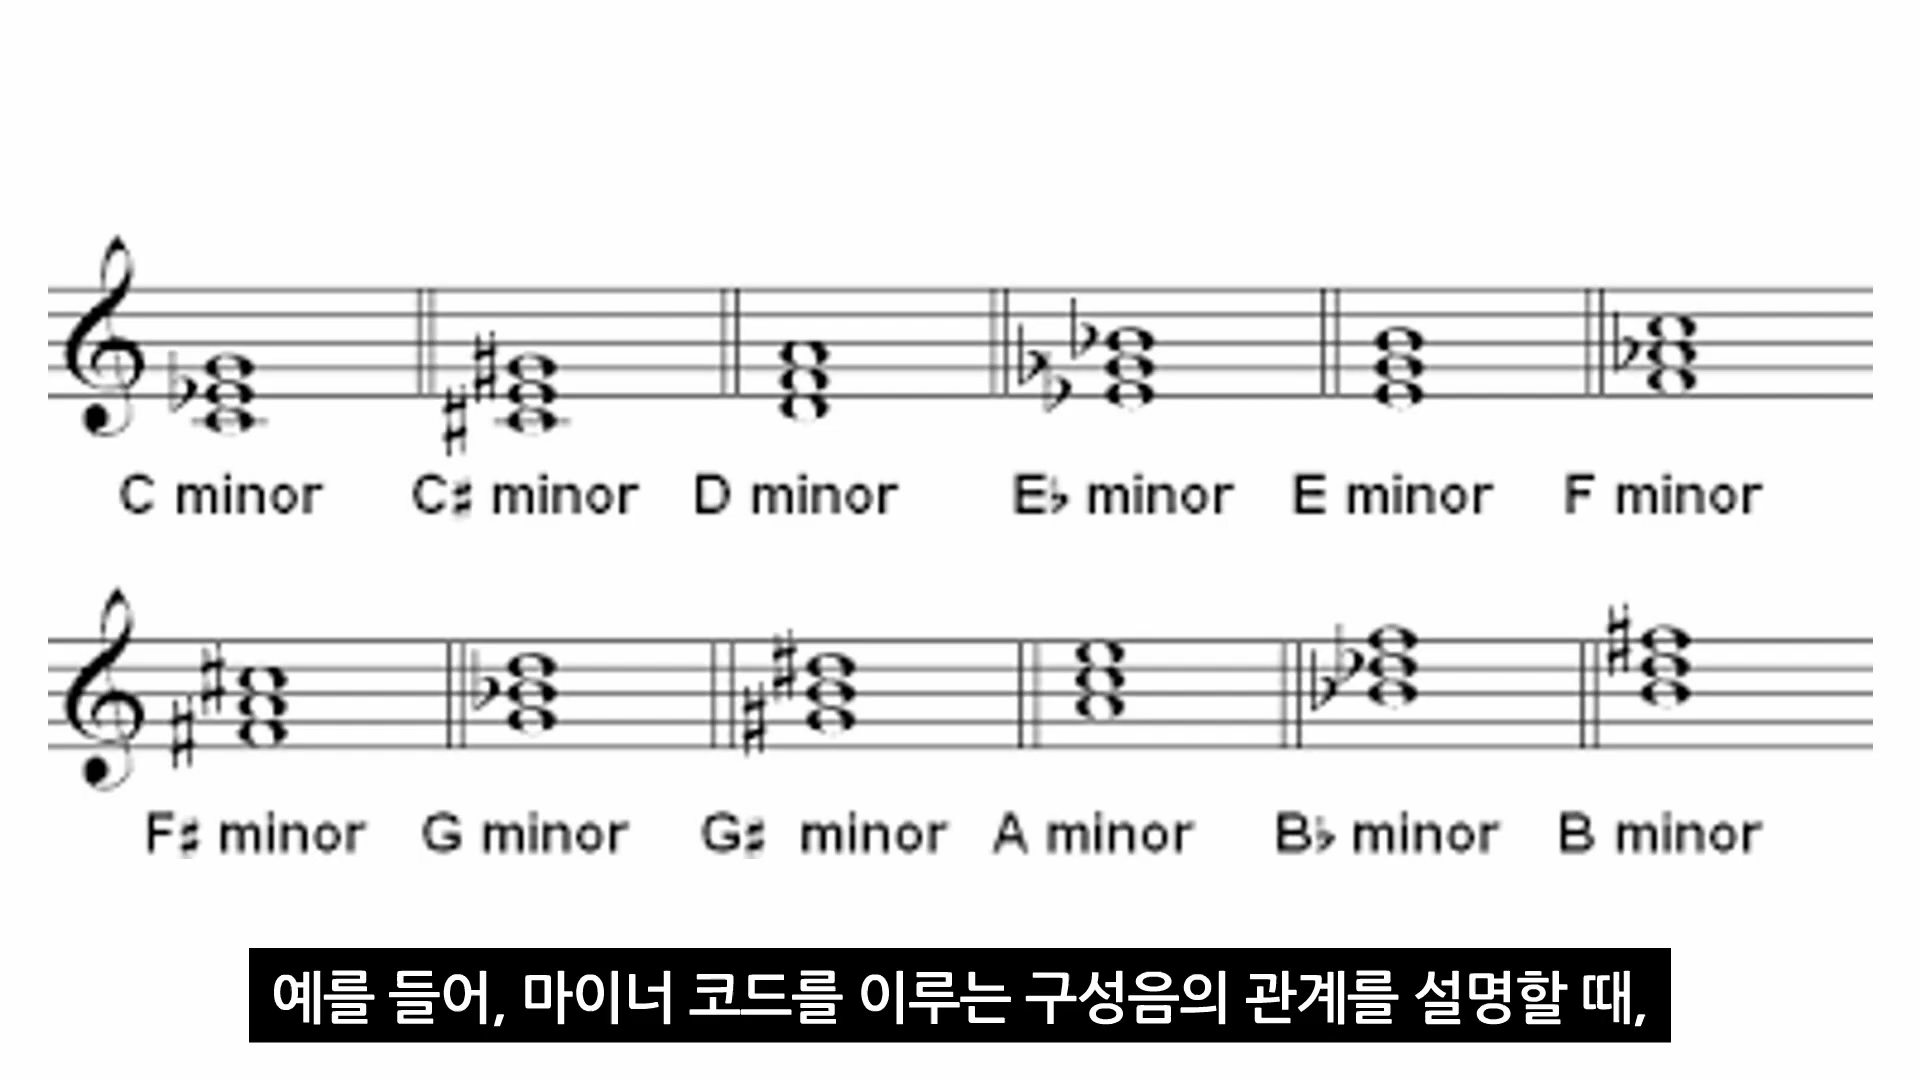 C minor C♯ minor D minor E♭ minor E minor F minor
F♯ minor G minor G♯ minor A minor B♭ minor B minor
예를 들어, 마이너 코드를 이루는 구성음의 관계를 설명할 때,